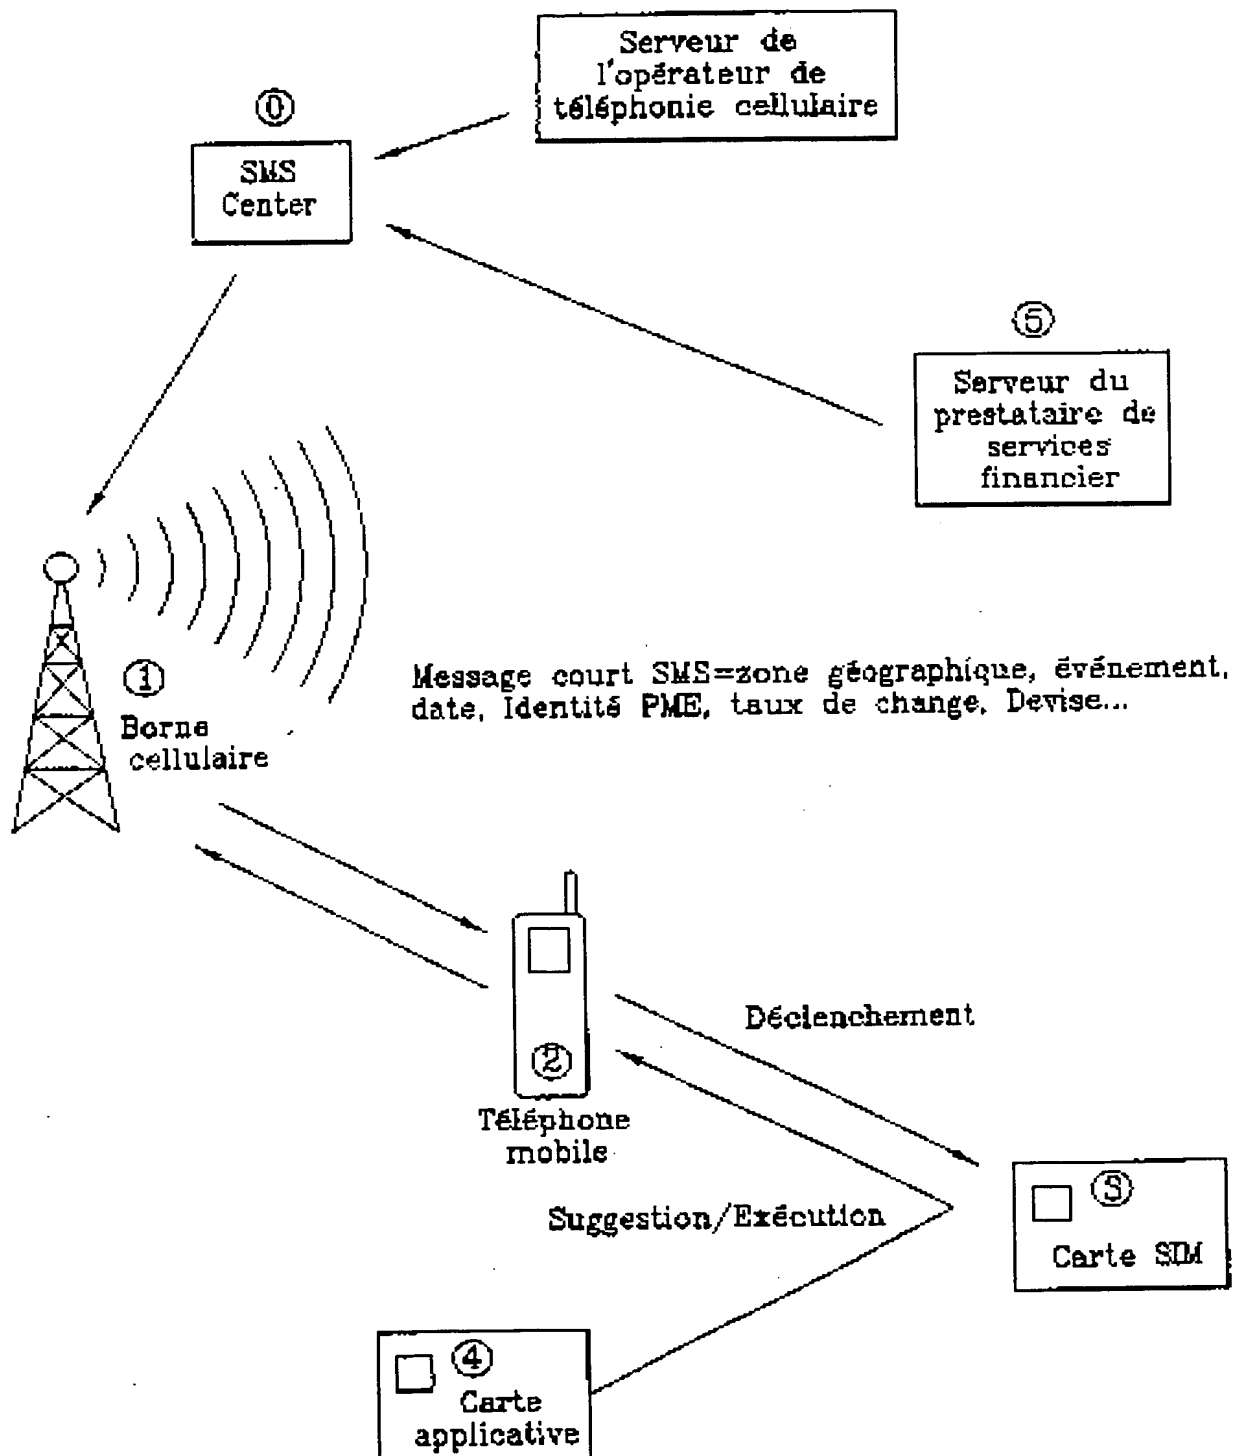 Serveur de
l'opérateur de
téléphonie cellulaire
0
SMS
Center
5
Serveur du
prestataire de
services
financier
1
Borne
cellulaire
Message court SMS=zone géographique, événement,
date, Identité PME, taux de change, Devise...
2
Téléphone
mobile
Déclenchement
Suggestion/Exécution
3
Carte SIM
4
Carte
applicative